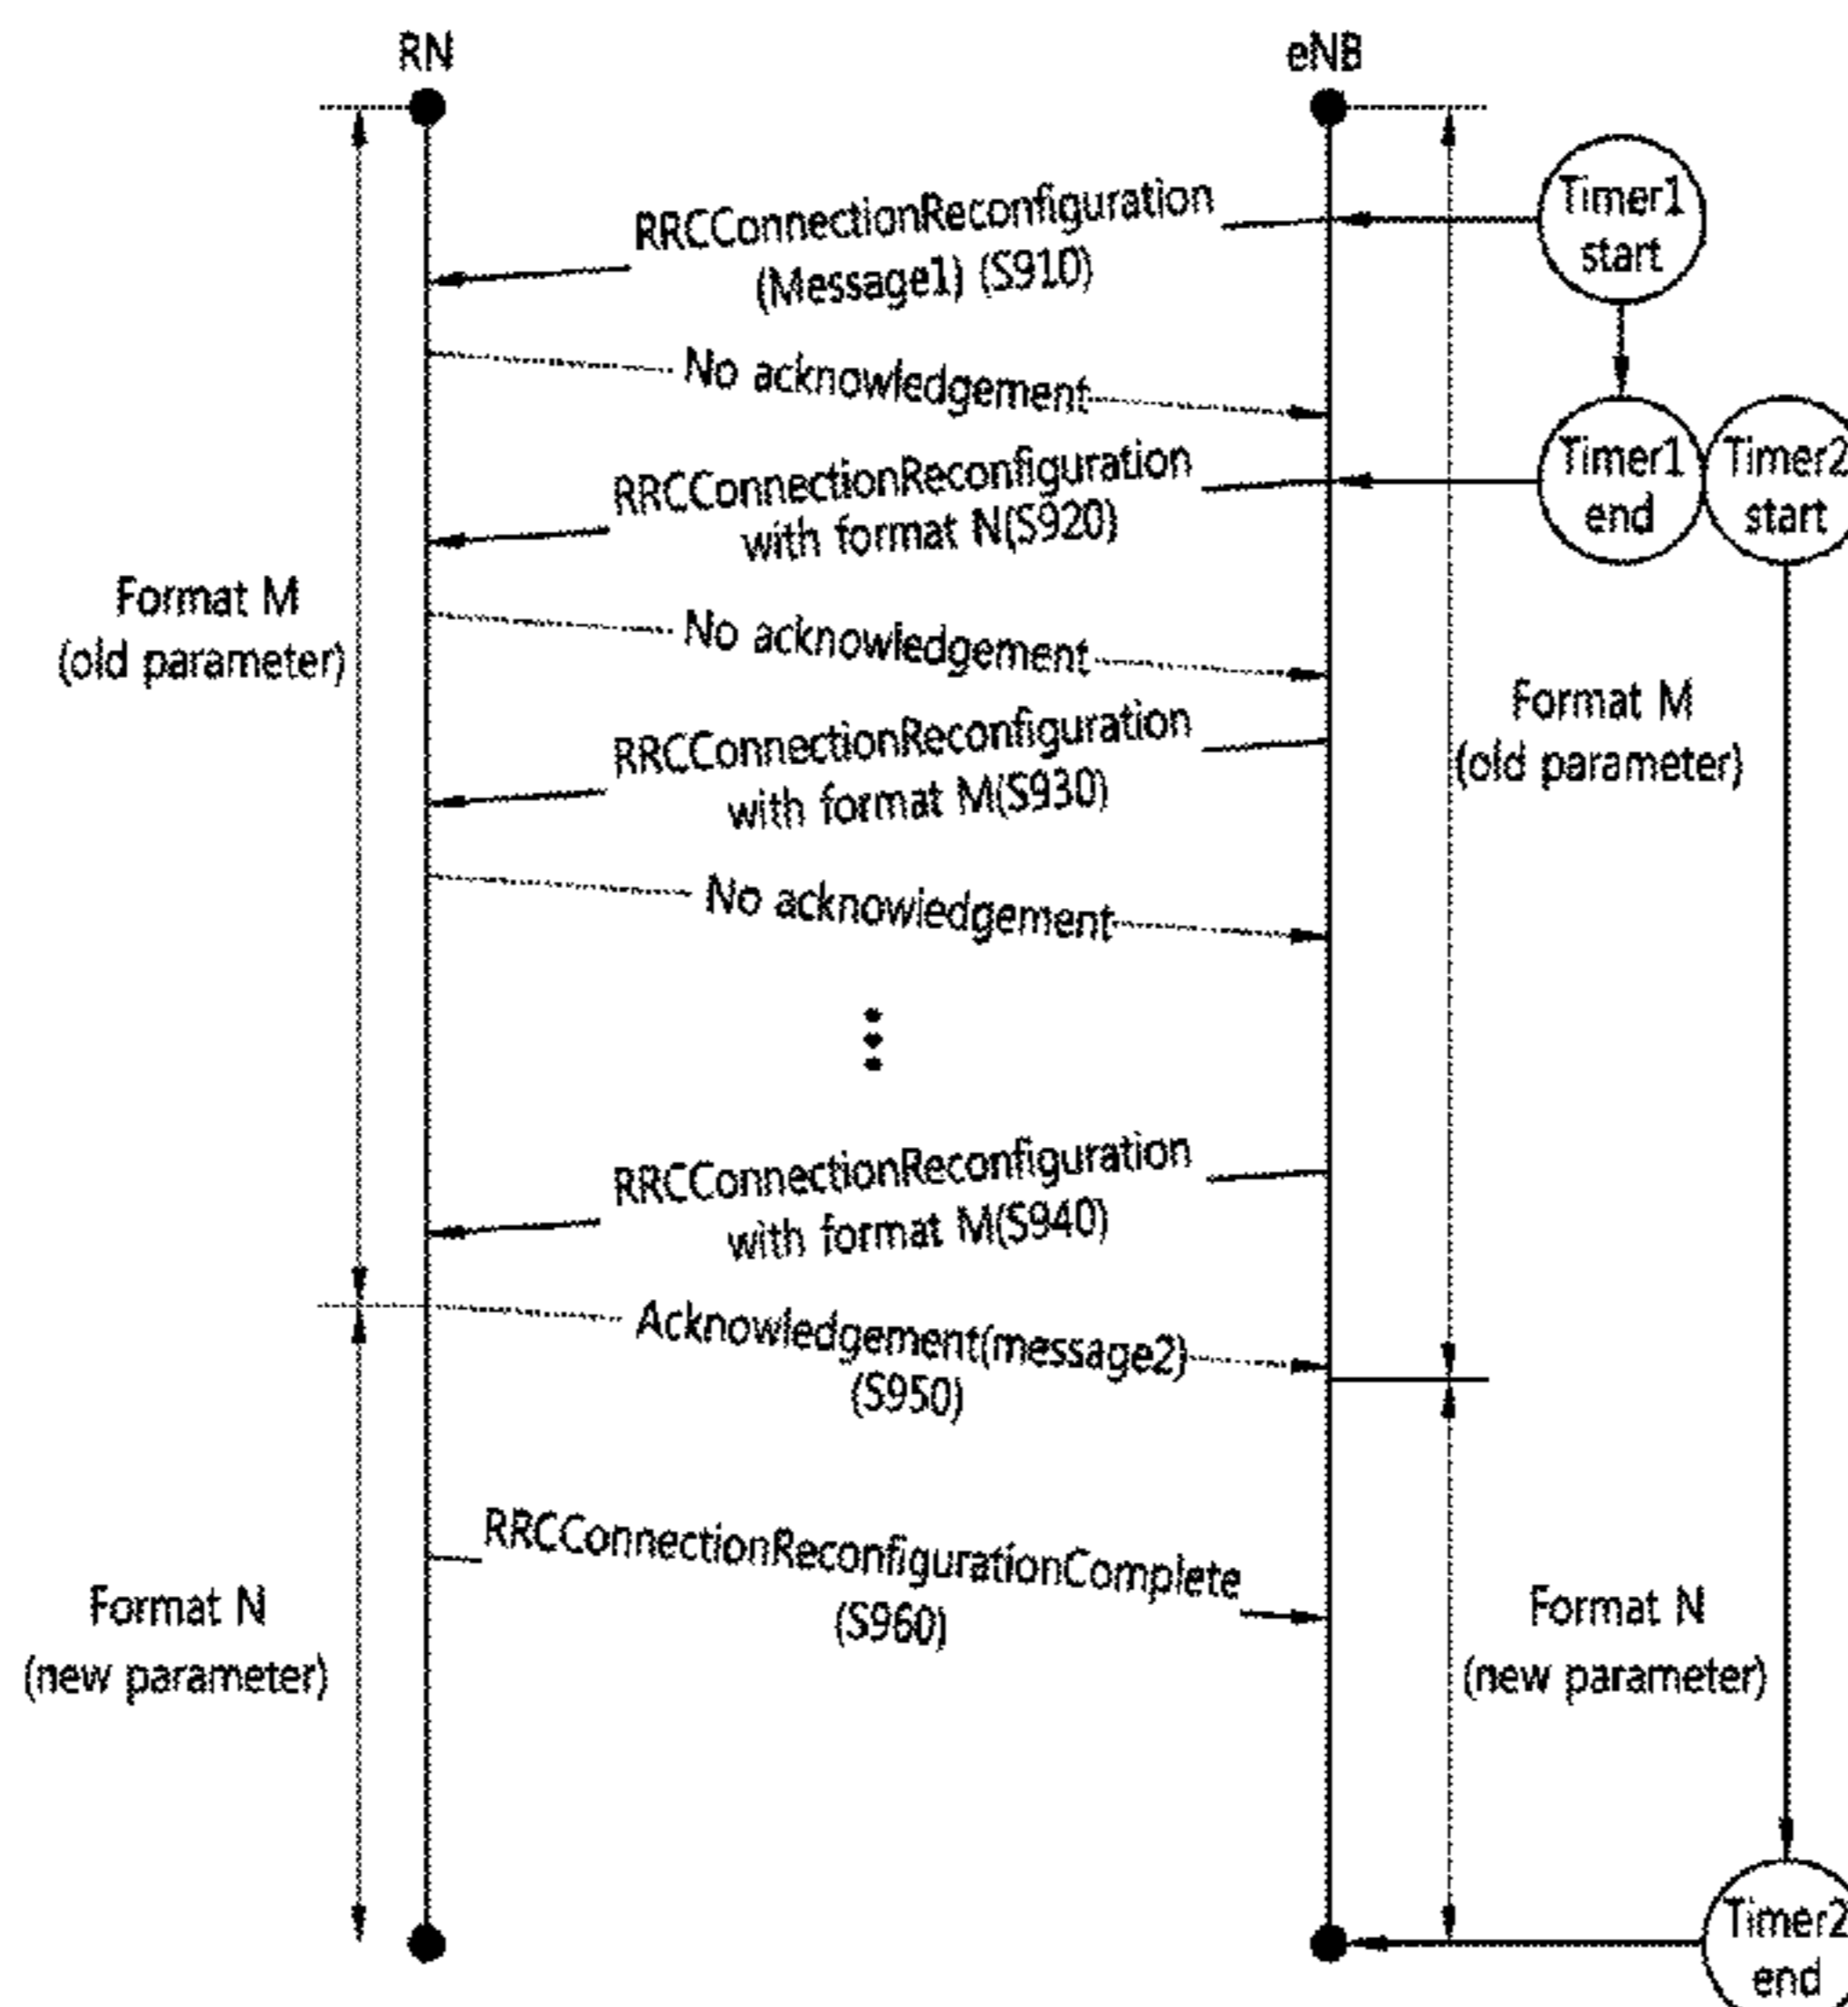 RN
eNB
Timer1
start
RRCConnectionReconfiguration
(Message1) (S910)
No acknowledgement
Timer1
end
Timer2
start
RRCConnectionReconfiguration
with format N(S920)
Format M
(old parameter)
No acknowledgement
Format M
(old parameter)
RRCConnectionReconfiguration
with format M(S930)
No acknowledgement
RRCConnectionReconfiguration
with format M(S940)
Acknowledgement(message2)
(S950)
RRCConnectionReconfigurationComplete
(S960)
Format N
(new parameter)
Format N
(new parameter)
Timer2
end